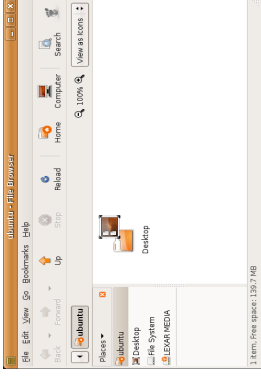 ubuntu - File Browser
File Edit View Go Bookmarks Help
Back Forward Up Stop Reload Home Computer Search
ubuntu 100% View as Icons
Places
ubuntu
Desktop
File System
LEXAR MEDIA
Desktop
1 item, Free space: 139.7 MB